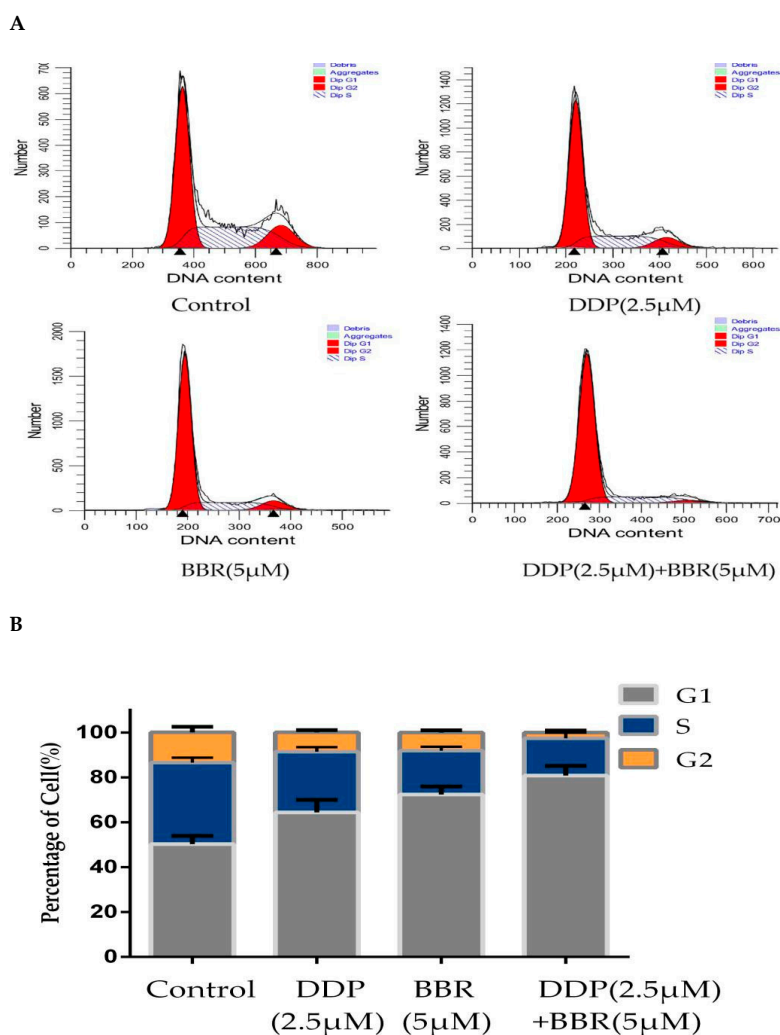 A
Debris
Aggregates
Dip G1
Dip G2
Dip S
Number
0 100 200 300 400 500 600
0 200 400 600 800
DNA content
Control
Debris
Aggregates
Dip G1
Dip G2
Dip S
Number
0 200 400 600 800 1000 1200 1400
0 100 200 300 400 500 600
DNA content
DDP(2.5μM)
Debris
Aggregates
Dip G1
Dip G2
Dip S
Number
0 500 1000 1500 2000
0 100 200 300 400 500
DNA content
BBR(5μM)
Debris
Aggregates
Dip G1
Dip G2
Dip S
Number
0 200 400 600 800 1000 1200 1400
0 100 200 300 400 500 600 700
DNA content
DDP(2.5μM)+BBR(5μM)
B
G1
S
G2
Percentage of Cell(%)
100
80
60
40
20
0
Control
DDP
(2.5μM)
BBR
(5μM)
DDP(2.5μM)
+BBR(5μM)